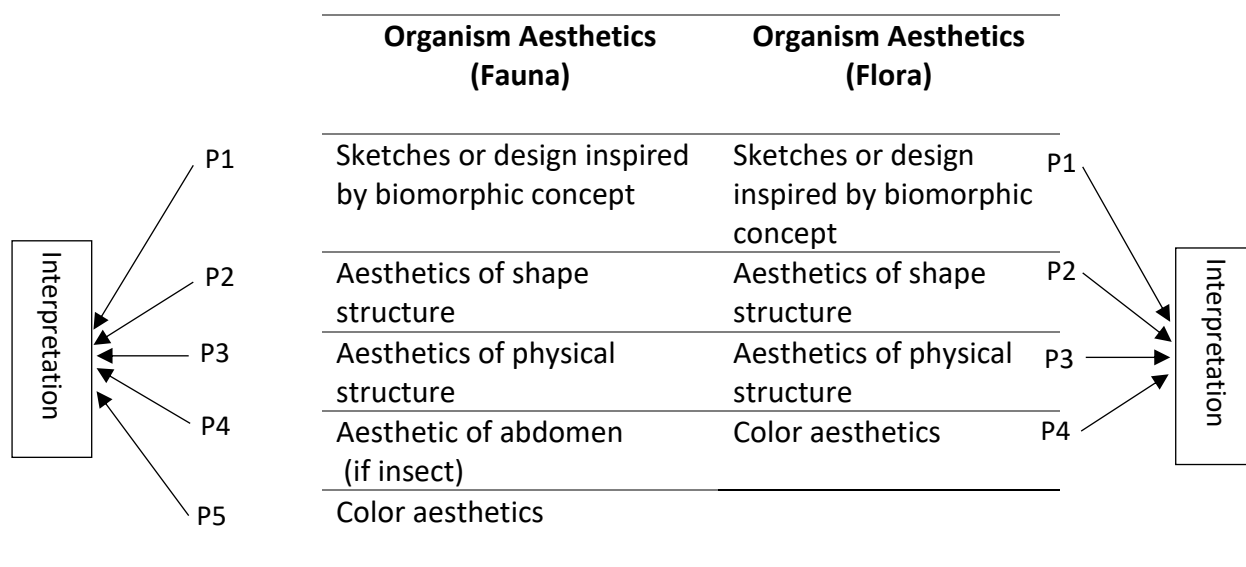 Organism Aesthetics
(Fauna)
Organism Aesthetics
(Flora)
P1
Sketches or design inspired
by biomorphic concept
Sketches or design
inspired by biomorphic
concept
P1
Interpretation
P2
Aesthetics of shape
structure
Aesthetics of shape
structure
P2
Interpretation
P3
Aesthetics of physical
structure
Aesthetics of physical
structure
P3
P4
Aesthetic of abdomen
(if insect)
Color aesthetics
P4
P5
Color aesthetics